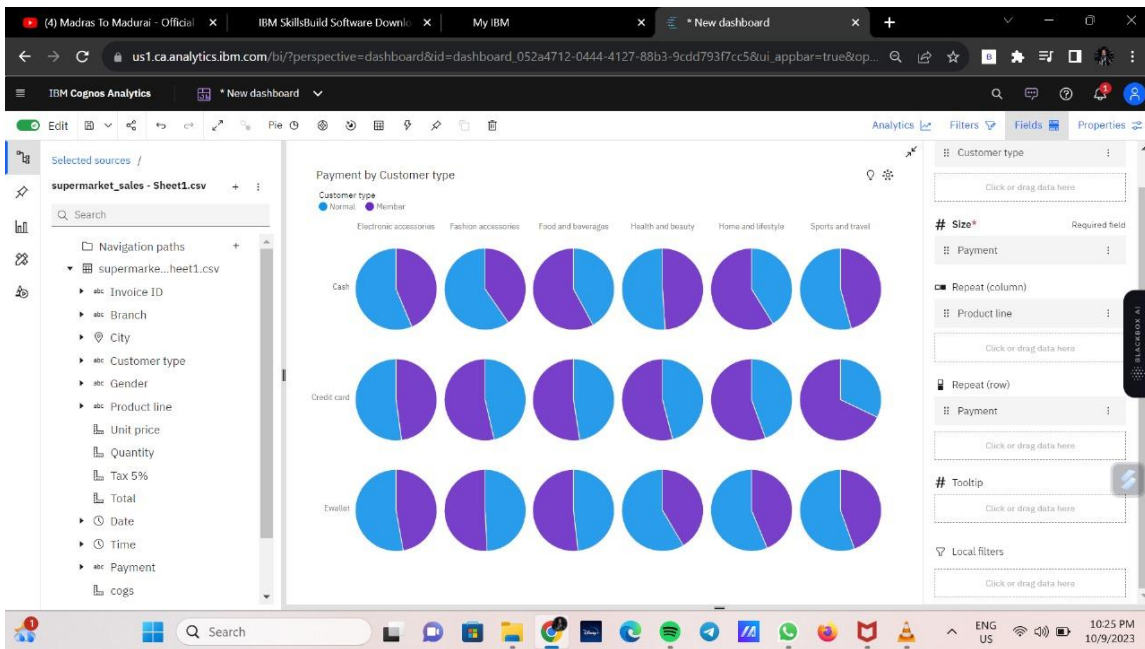 (4) Madras To Madurai - Official
IBM SkillsBuild Software Downlo
My IBM
* New dashboard
us1.ca.analytics.ibm.com/bi/?perspective=dashboard&id=dashboard_052a4712-0444-4127-88b3-9cdd793f7cc5&ui_appbar=true&op...
IBM Cognos Analytics
* New dashboard
Edit
Pie
Analytics
Filters
Fields
Properties
Selected sources /
supermarket_sales - Sheet1.csv
Search
Navigation paths
supermarke...heet1.csv
abc Invoice ID
abc Branch
City
abc Customer type
abc Gender
abc Product line
Unit price
Quantity
Tax 5%
Total
Date
Time
abc Payment
cogs
Payment by Customer type
Customer type
Normal Member
Electronic accessories Fashion accessories Food and beverages Health and beauty Home and lifestyle Sports and travel
Cash
Credit card
Ewallet
Customer type
Click or drag data here
# Size* Required field
Payment
Repeat (column)
Product line
Click or drag data here
Repeat (row)
Payment
Click or drag data here
# Tooltip
Click or drag data here
Local filters
Click or drag data here
BLACKBOX AI
1
Search
ENG
US
10:25 PM
10/9/2023